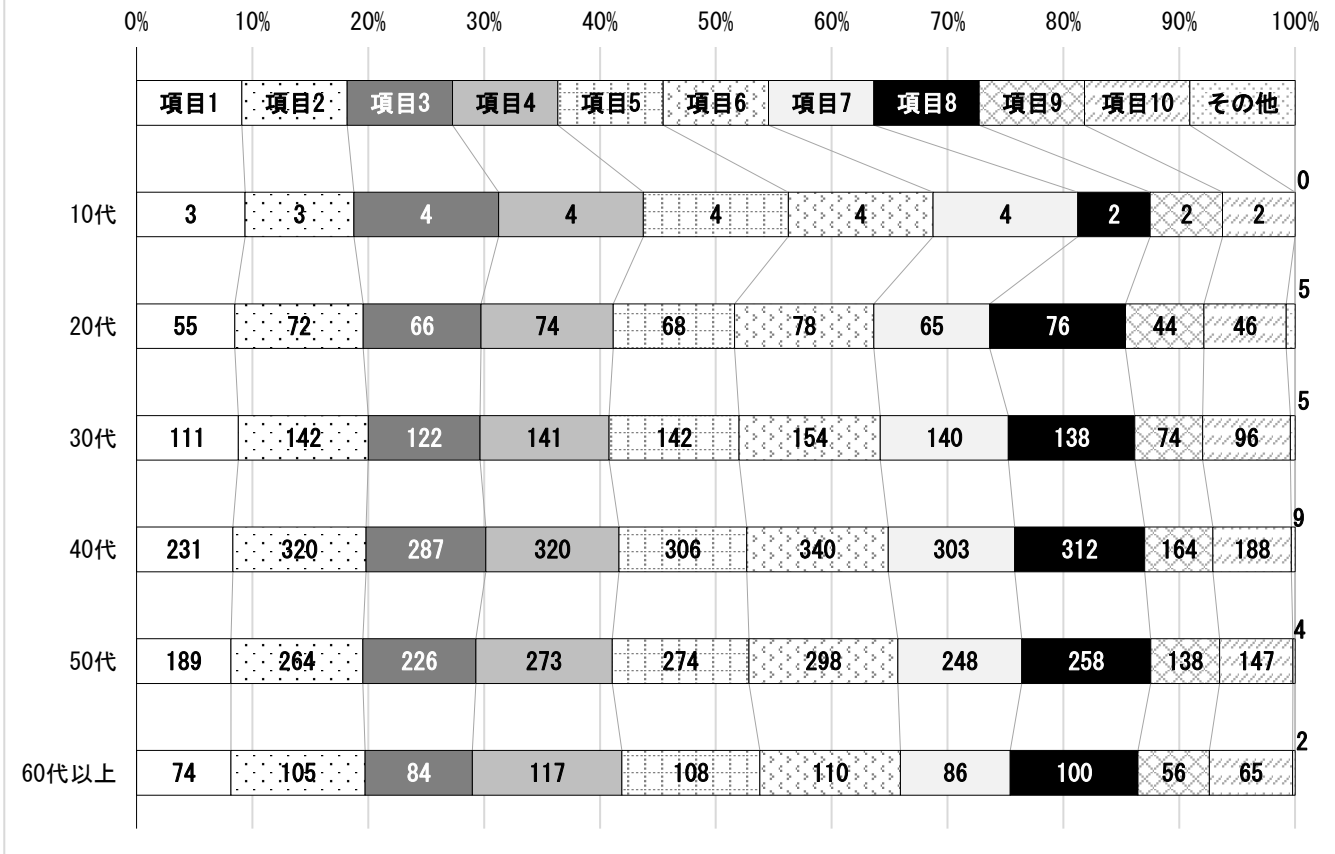 0% 10% 20% 30% 40% 50% 60% 70% 80% 90% 100%
項目1 項目2 項目3 項目4 項目5 項目6 項目7 項目8 項目9 項目10 その他
0
10代 3 3 4 4 4 4 4 2 2 2
5
20代 55 72 66 74 68 78 65 76 44 46
5
30代 111 142 122 141 142 154 140 138 74 96
9
40代 231 320 287 320 306 340 303 312 164 188
4
50代 189 264 226 273 274 298 248 258 138 147
2
60代以上 74 105 84 117 108 110 86 100 56 65